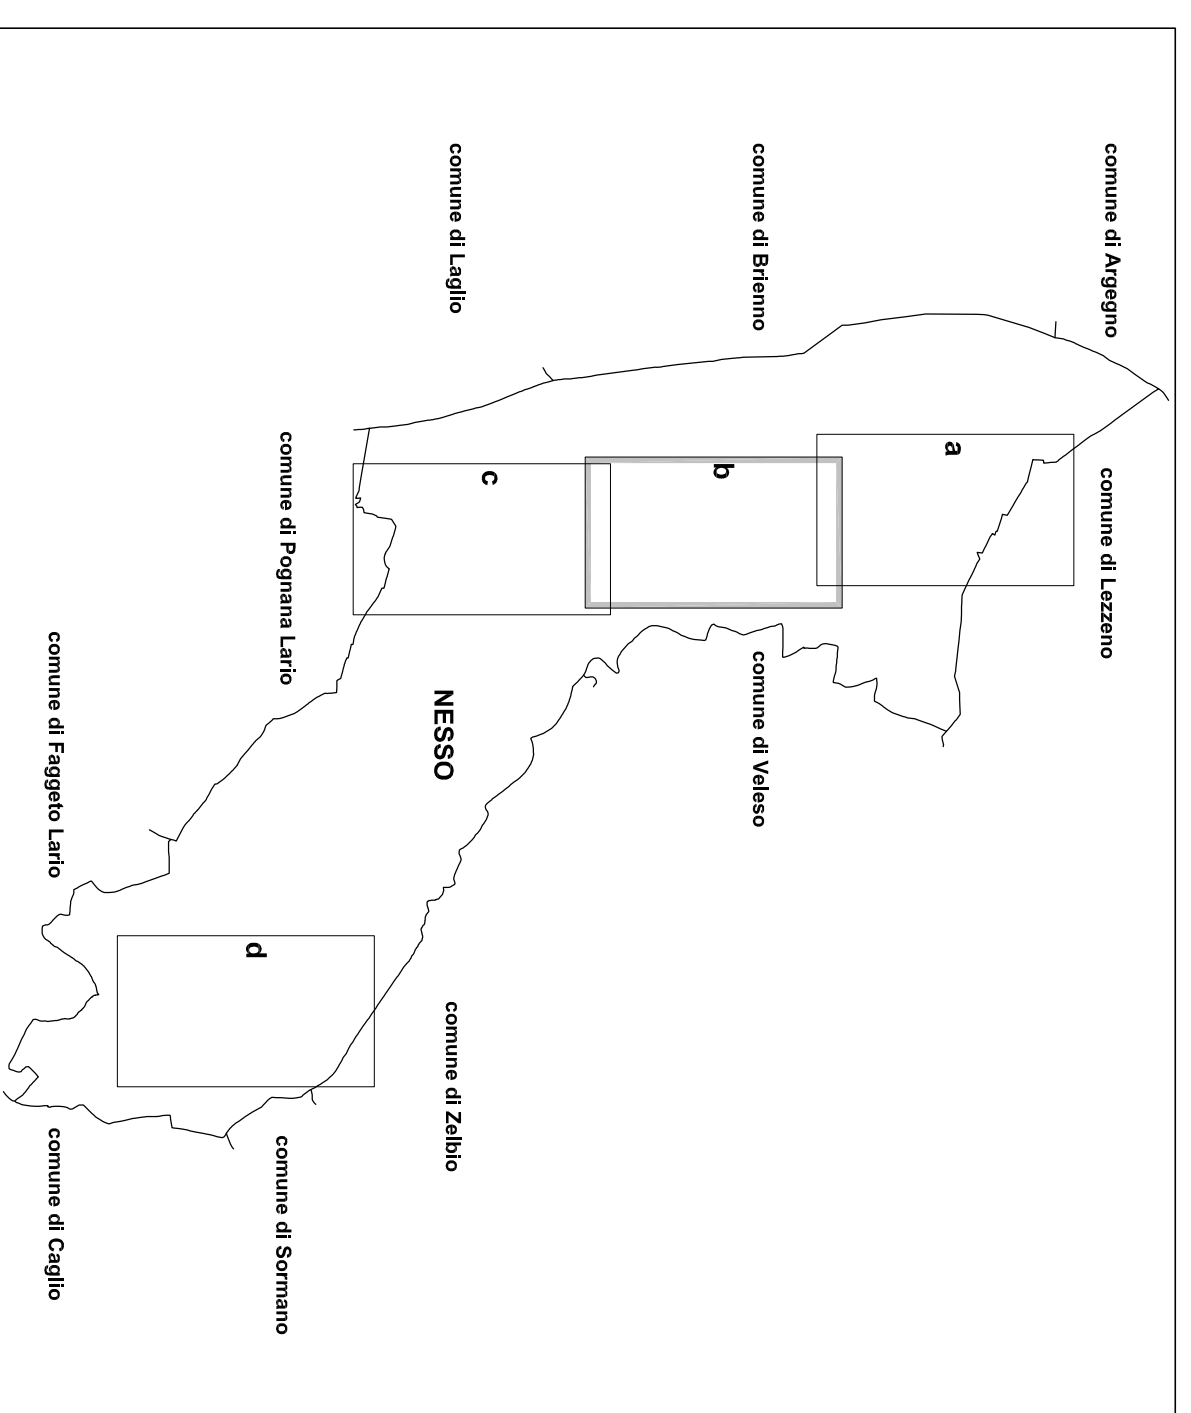 comune di Argegno
comune di Lezzeno
a
comune di Brienno
comune di Veleso
b
c
comune di Laglio
comune di Zelbio
NESSO
comune di Pognana Lario
comune di Sormano
d
comune di Faggeto Lario
comune di Caglio